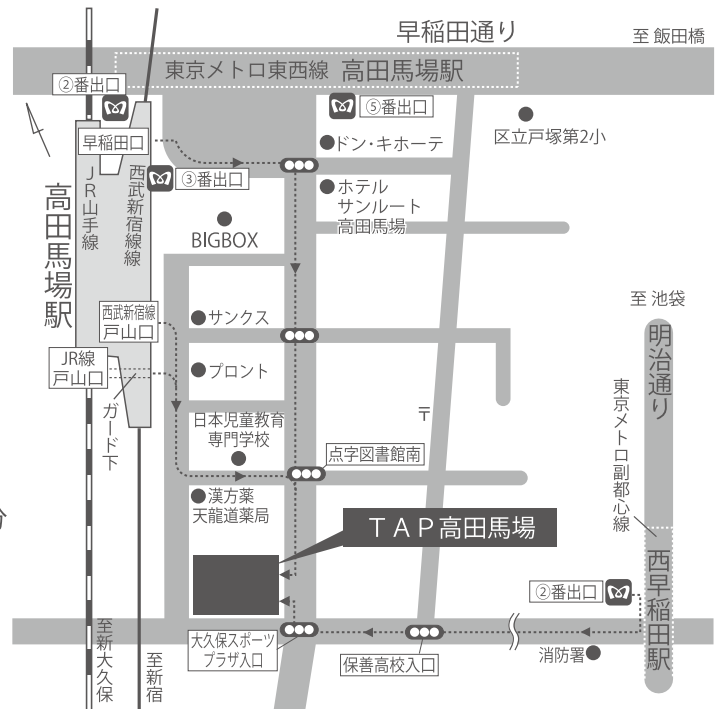 早稲田通り
至 飯田橋
東京メトロ東西線 高田馬場駅
②番出口
⑤番出口
区立戸塚第2小
早稲田口
ドン・キホーテ
③番出口
JR山手線
西武新宿線線
高田馬場駅
ホテル
サンルート
高田馬場
BIGBOX
至 池袋
西武新宿線
戸山口
サンクス
明治通り
JR線
戸山口
プロント
ガード下
東京メトロ副都心線
日本児童教育
専門学校
〒
点字図書館南
漢方薬
天龍道薬局
分
TAP高田馬場
西早稲田駅
②番出口
至新大久保
至新宿
大久保スポーツ
プラザ入口
保善高校入口
消防署